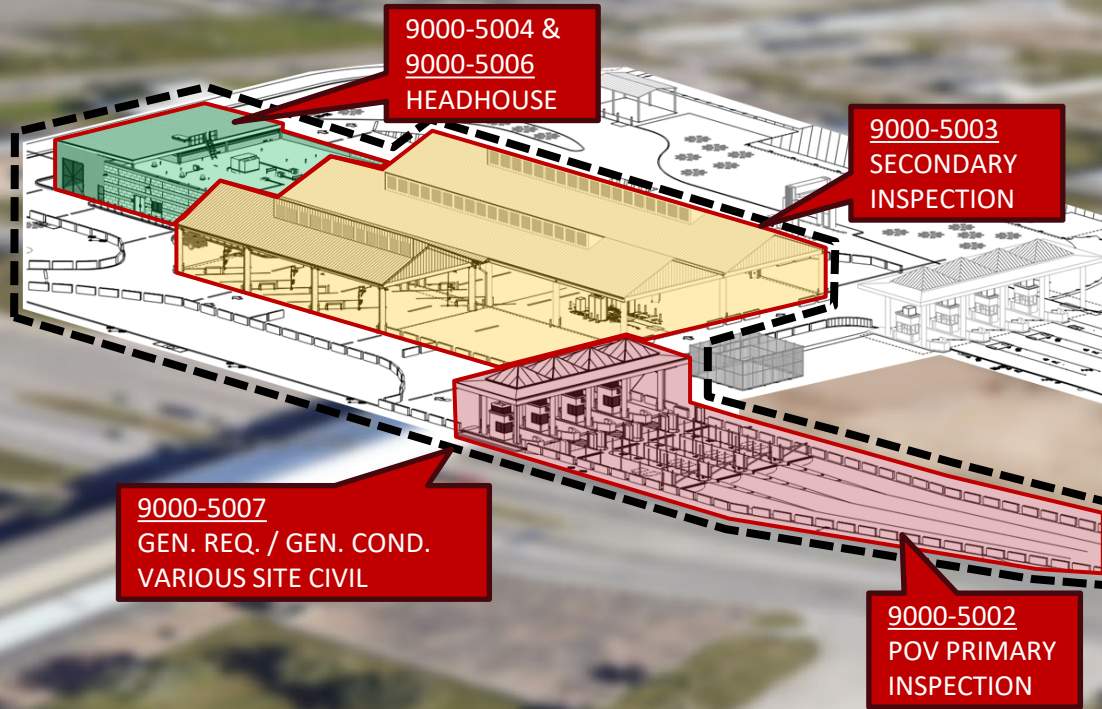 9000-5004 &
9000-5006
HEADHOUSE
9000-5003
SECONDARY
INSPECTION
9000-5007
GEN. REQ. / GEN. COND.
VARIOUS SITE CIVIL
9000-5002
POV PRIMARY
INSPECTION